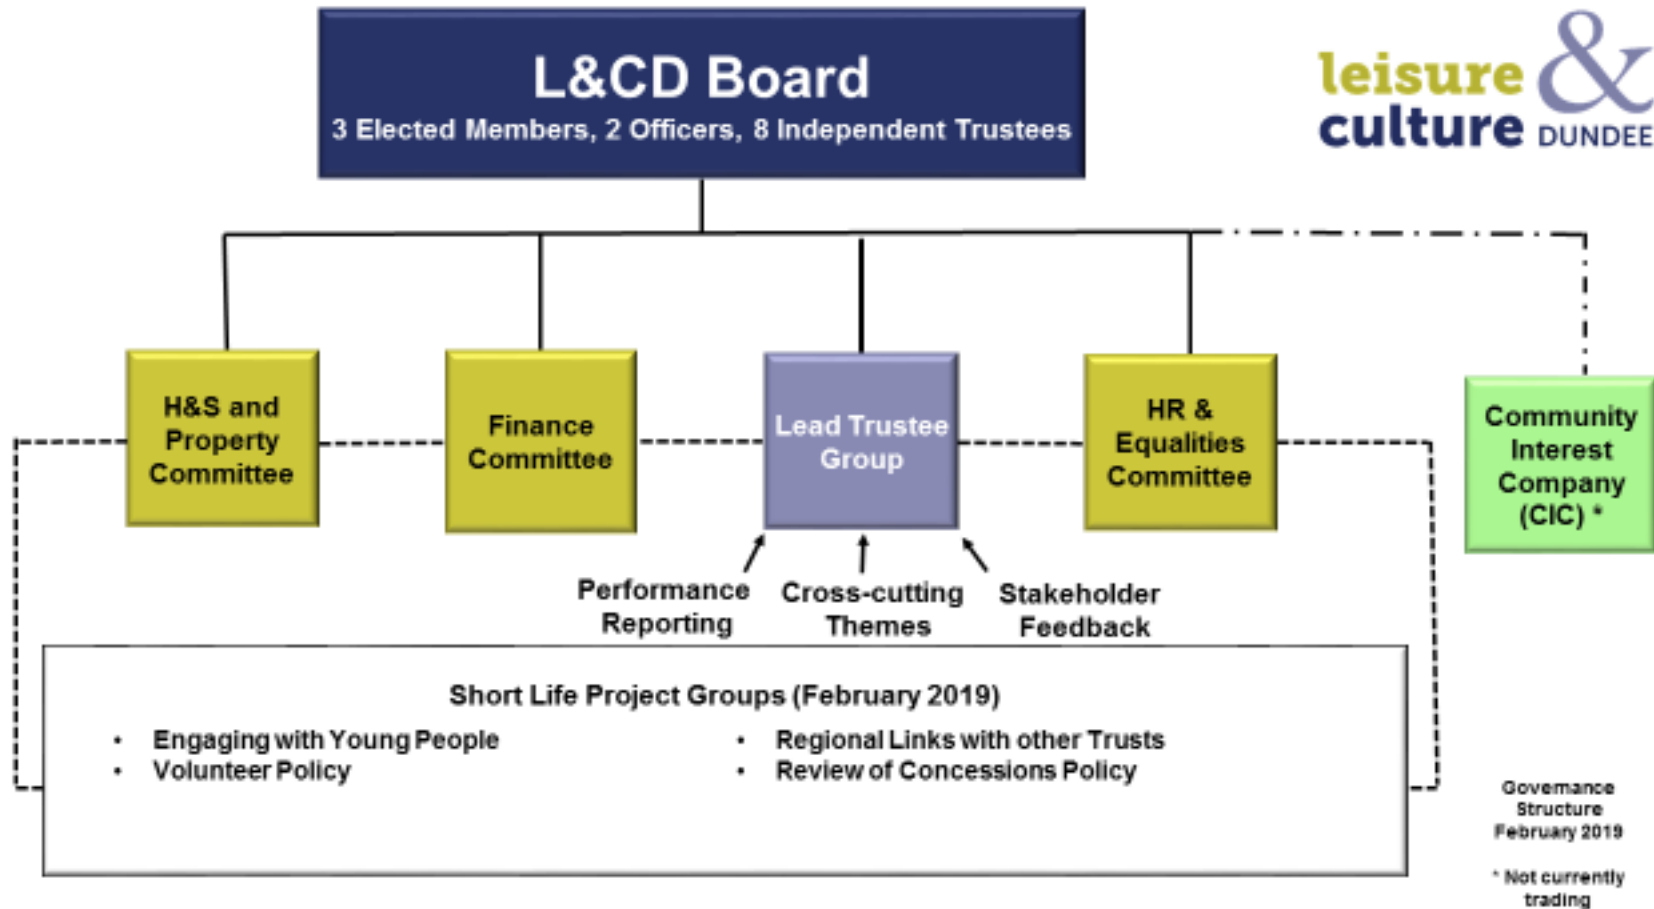 L&CD Board
3 Elected Members, 2 Officers, 8 Independent Trustees
leisure &
culture DUNDEE
H&S and
Property
Committee
Finance
Committee
Lead Trustee
Group
HR &
Equalities
Committee
Community
Interest
Company
(CIC) *
Performance
Reporting
Cross-cutting
Themes
Stakeholder
Feedback
Short Life Project Groups (February 2019)
• Engaging with Young People
• Volunteer Policy
• Regional Links with other Trusts
• Review of Concessions Policy
Governance
Structure
February 2019
* Not currently
trading